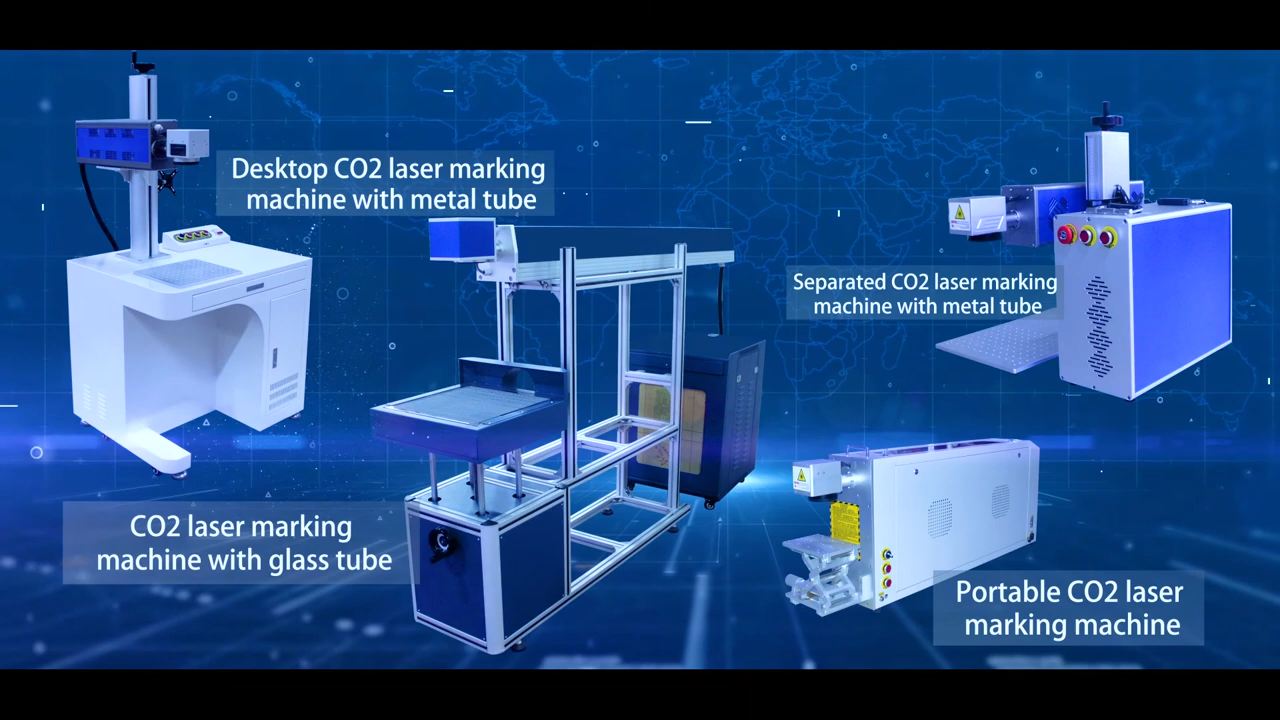 Desktop CO2 laser marking
machine with metal tube
Separated CO2 laser marking
machine with metal tube
CO2 laser marking
machine with glass tube
Portable CO2 laser
marking machine